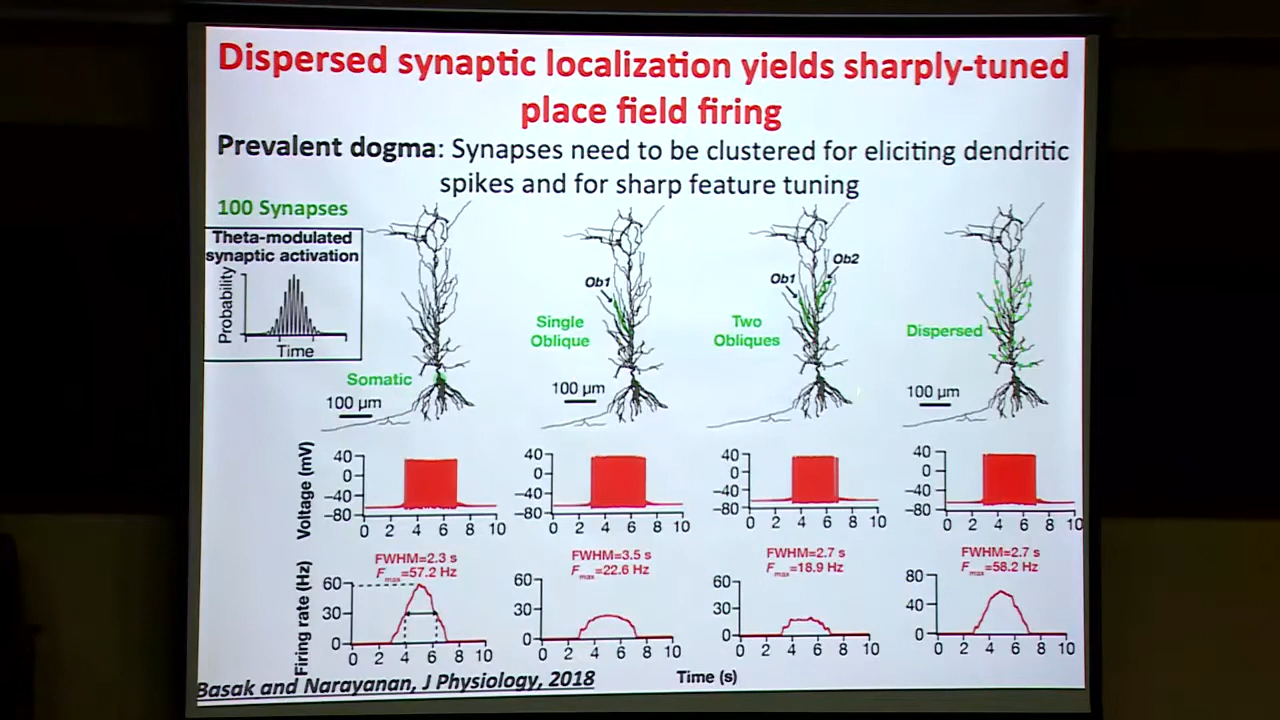 Dispersed synaptic localization yields sharply-tuned
place field firing
Prevalent dogma: Synapses need to be clustered for eliciting dendritic
spikes and for sharp feature tuning
100 Synapses
Theta-modulated
synaptic activation
Probability
Time
Somatic
100 µm
Ob1
Single
Oblique
100 µm
Ob1
Ob2
Two
Obliques
100 µm
Dispersed
100 µm
Voltage (mV)
40
0
−40
−80
0 2 4 6 8 10
40
0
−40
−80
0 2 4 6 8 10
40
0
−40
−80
0 2 4 6 8 10
40
0
−40
−80
0 2 4 6 8 10
Firing rate (Hz)
FWHM=2.3 s
Fmax=57.2 Hz
60
30
0
0 2 4 6 8 10
FWHM=3.5 s
Fmax=22.6 Hz
60
30
0
0 2 4 6 8 10
FWHM=2.7 s
Fmax=18.9 Hz
60
30
0
0 2 4 6 8 10
FWHM=2.7 s
Fmax=58.2 Hz
80
40
0
0 2 4 6 8 10
Time (s)
Basak and Narayanan, J Physiology, 2018